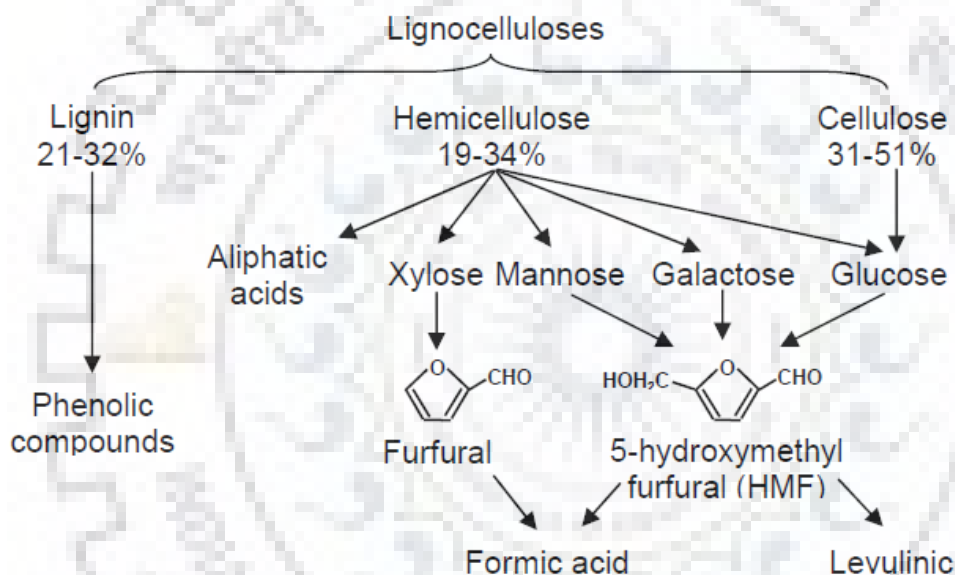 Lignocelluloses
Lignin
21-32%
Hemicellulose
19-34%
Cellulose
31-51%
Aliphatic
acids
Xylose
Mannose
Galactose
Glucose
O
CHO
HOH₂C
O
CHO
Phenolic
compounds
Furfural
5-hydroxymethyl
furfural (HMF)
Formic acid
Levulinic